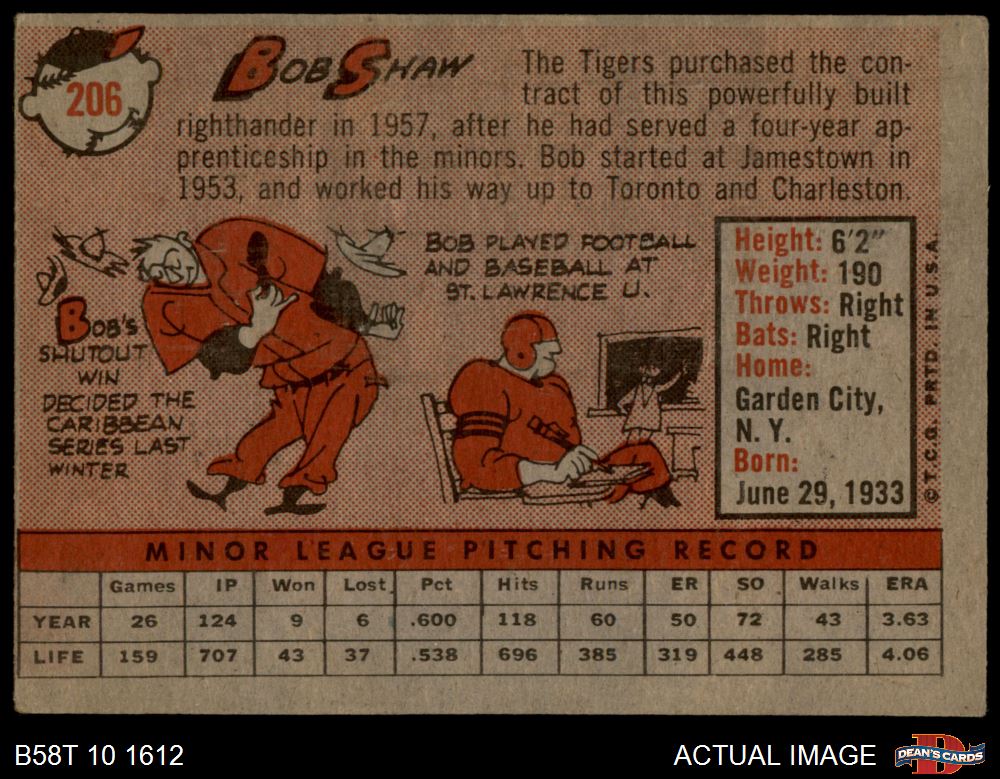 206
BOB SHAW
The Tigers purchased the con-
tract of this powerfully built
righthander in 1957, after he had served a four-year ap-
prenticeship in the minors. Bob started at Jamestown in
1953, and worked his way up to Toronto and Charleston.
BOB'S
SHUTOUT
WIN
DECIDED THE
CARIBBEAN
SERIES LAST
WINTER
BOB PLAYED FOOTBALL
AND BASEBALL AT
ST. LAWRENCE U.
Height: 6'2"
Weight: 190
Throws: Right
Bats: Right
Home:
Garden City,
N. Y.
Born:
June 29, 1933
© T.C.G. PRTD. IN U.S.A.
MINOR LEAGUE PITCHING RECORD
Games IP Won Lost Pct Hits Runs ER SO Walks ERA
YEAR 26 124 9 6 .600 118 60 50 72 43 3.63
LIFE 159 707 43 37 .538 696 385 319 448 285 4.06
B58T 10 1612
ACTUAL IMAGE
DEAN'S CARDS